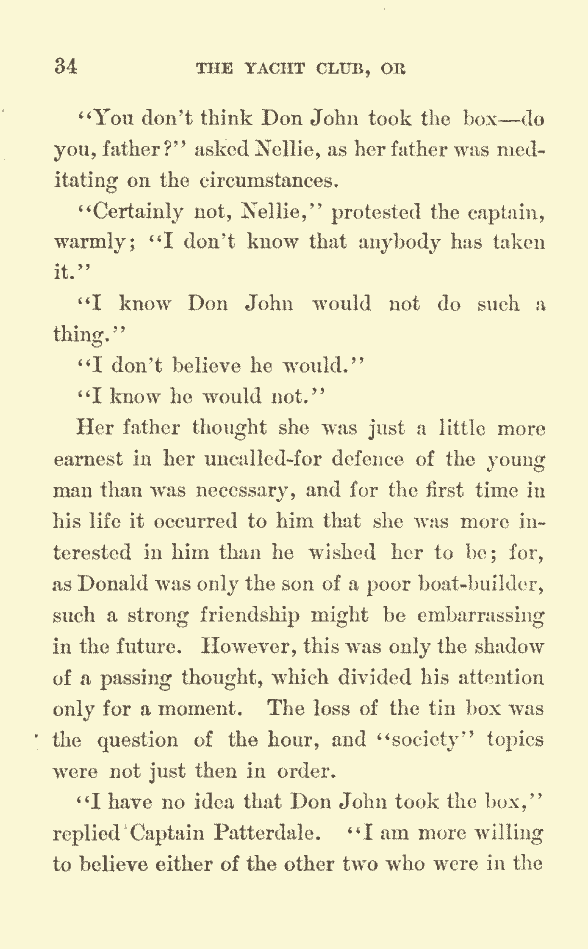 34 THE YACHT CLUB, OR
"You don't think Don John took the box—do
you, father?" asked Nellie, as her father was med-
itating on the circumstances.
"Certainly not, Nellie," protested the captain,
warmly; "I don't know that anybody has taken
it."
"I know Don John would not do such a
thing."
"I don't believe he would."
"I know he would not."
Her father thought she was just a little more
earnest in her uncalled-for defence of the young
man than was necessary, and for the first time in
his life it occurred to him that she was more in-
terested in him than he wished her to be; for,
as Donald was only the son of a poor boat-builder,
such a strong friendship might be embarrassing
in the future. However, this was only the shadow
of a passing thought, which divided his attention
only for a moment. The loss of the tin box was
the question of the hour, and "society" topics
were not just then in order.
"I have no idea that Don John took the box,"
replied Captain Patterdale. "I am more willing
to believe either of the other two who were in the